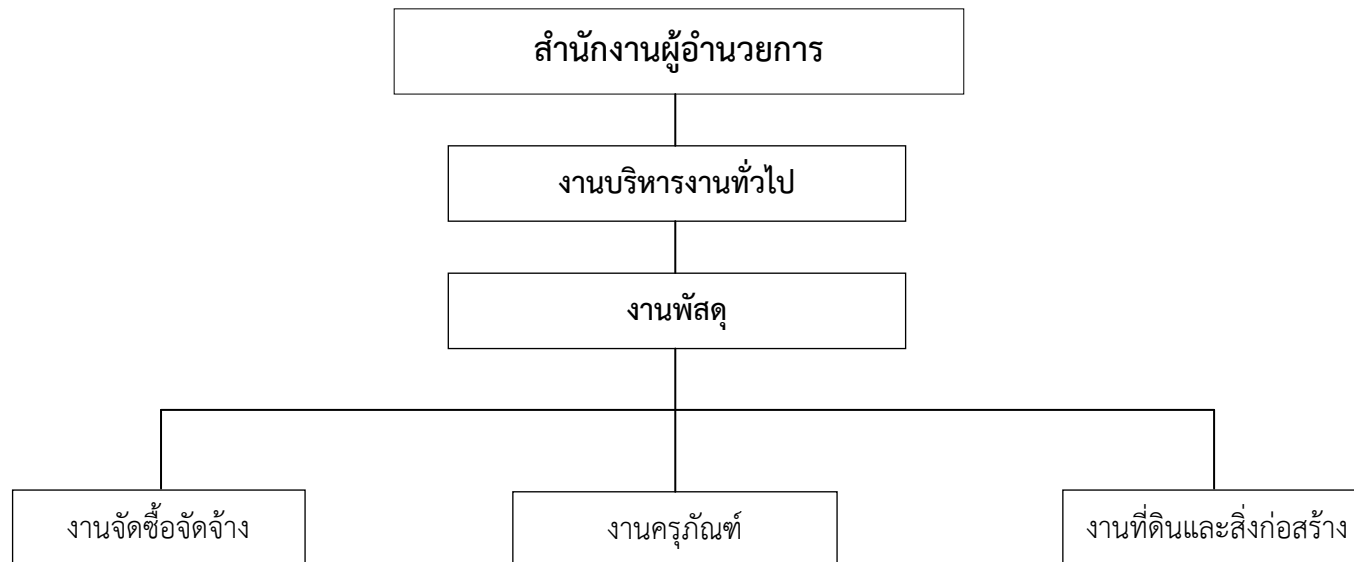 สำนักงานผู้อำนวยการ
งานบริหารงานทั่วไป
งานพัสดุ
งานจัดซื้อจัดจ้าง
งานครุภัณฑ์
งานที่ดินและสิ่งก่อสร้าง